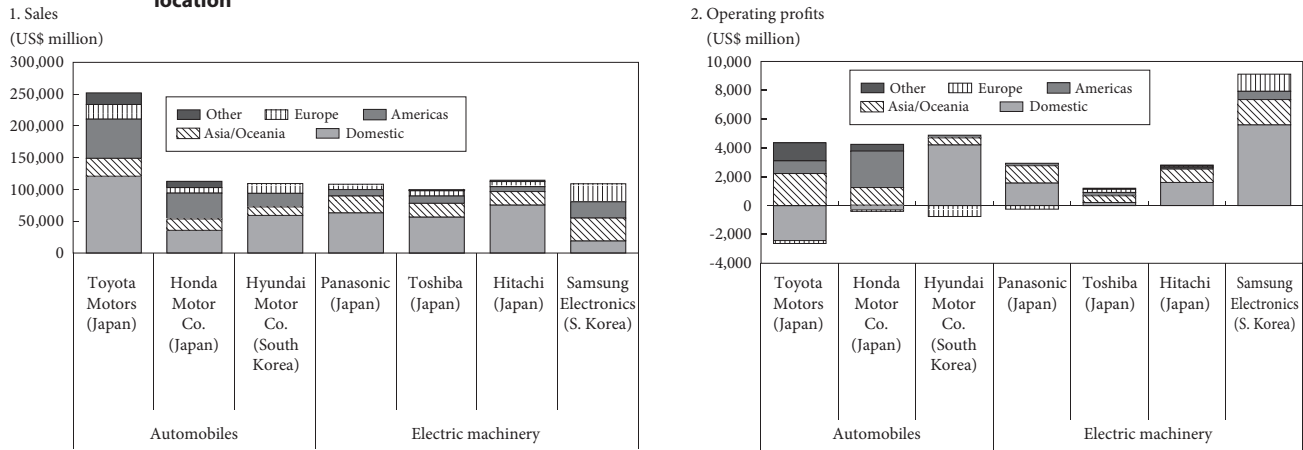 location
1. Sales
(US$ million)
300,000
250,000
200,000
150,000
100,000
50,000
0
Other Europe Americas
Asia/Oceania Domestic
Toyota Motors (Japan)
Honda Motor Co. (Japan)
Hyundai Motor Co. (South Korea)
Panasonic (Japan)
Toshiba (Japan)
Hitachi (Japan)
Samsung Electronics (S. Korea)
Automobiles
Electric machinery
2. Operating profits
(US$ million)
10,000
8,000
6,000
4,000
2,000
0
-2,000
-4,000
Other Europe Americas
Asia/Oceania Domestic
Toyota Motors (Japan)
Honda Motor Co. (Japan)
Hyundai Motor Co. (South Korea)
Panasonic (Japan)
Toshiba (Japan)
Hitachi (Japan)
Samsung Electronics (S. Korea)
Automobiles
Electric machinery